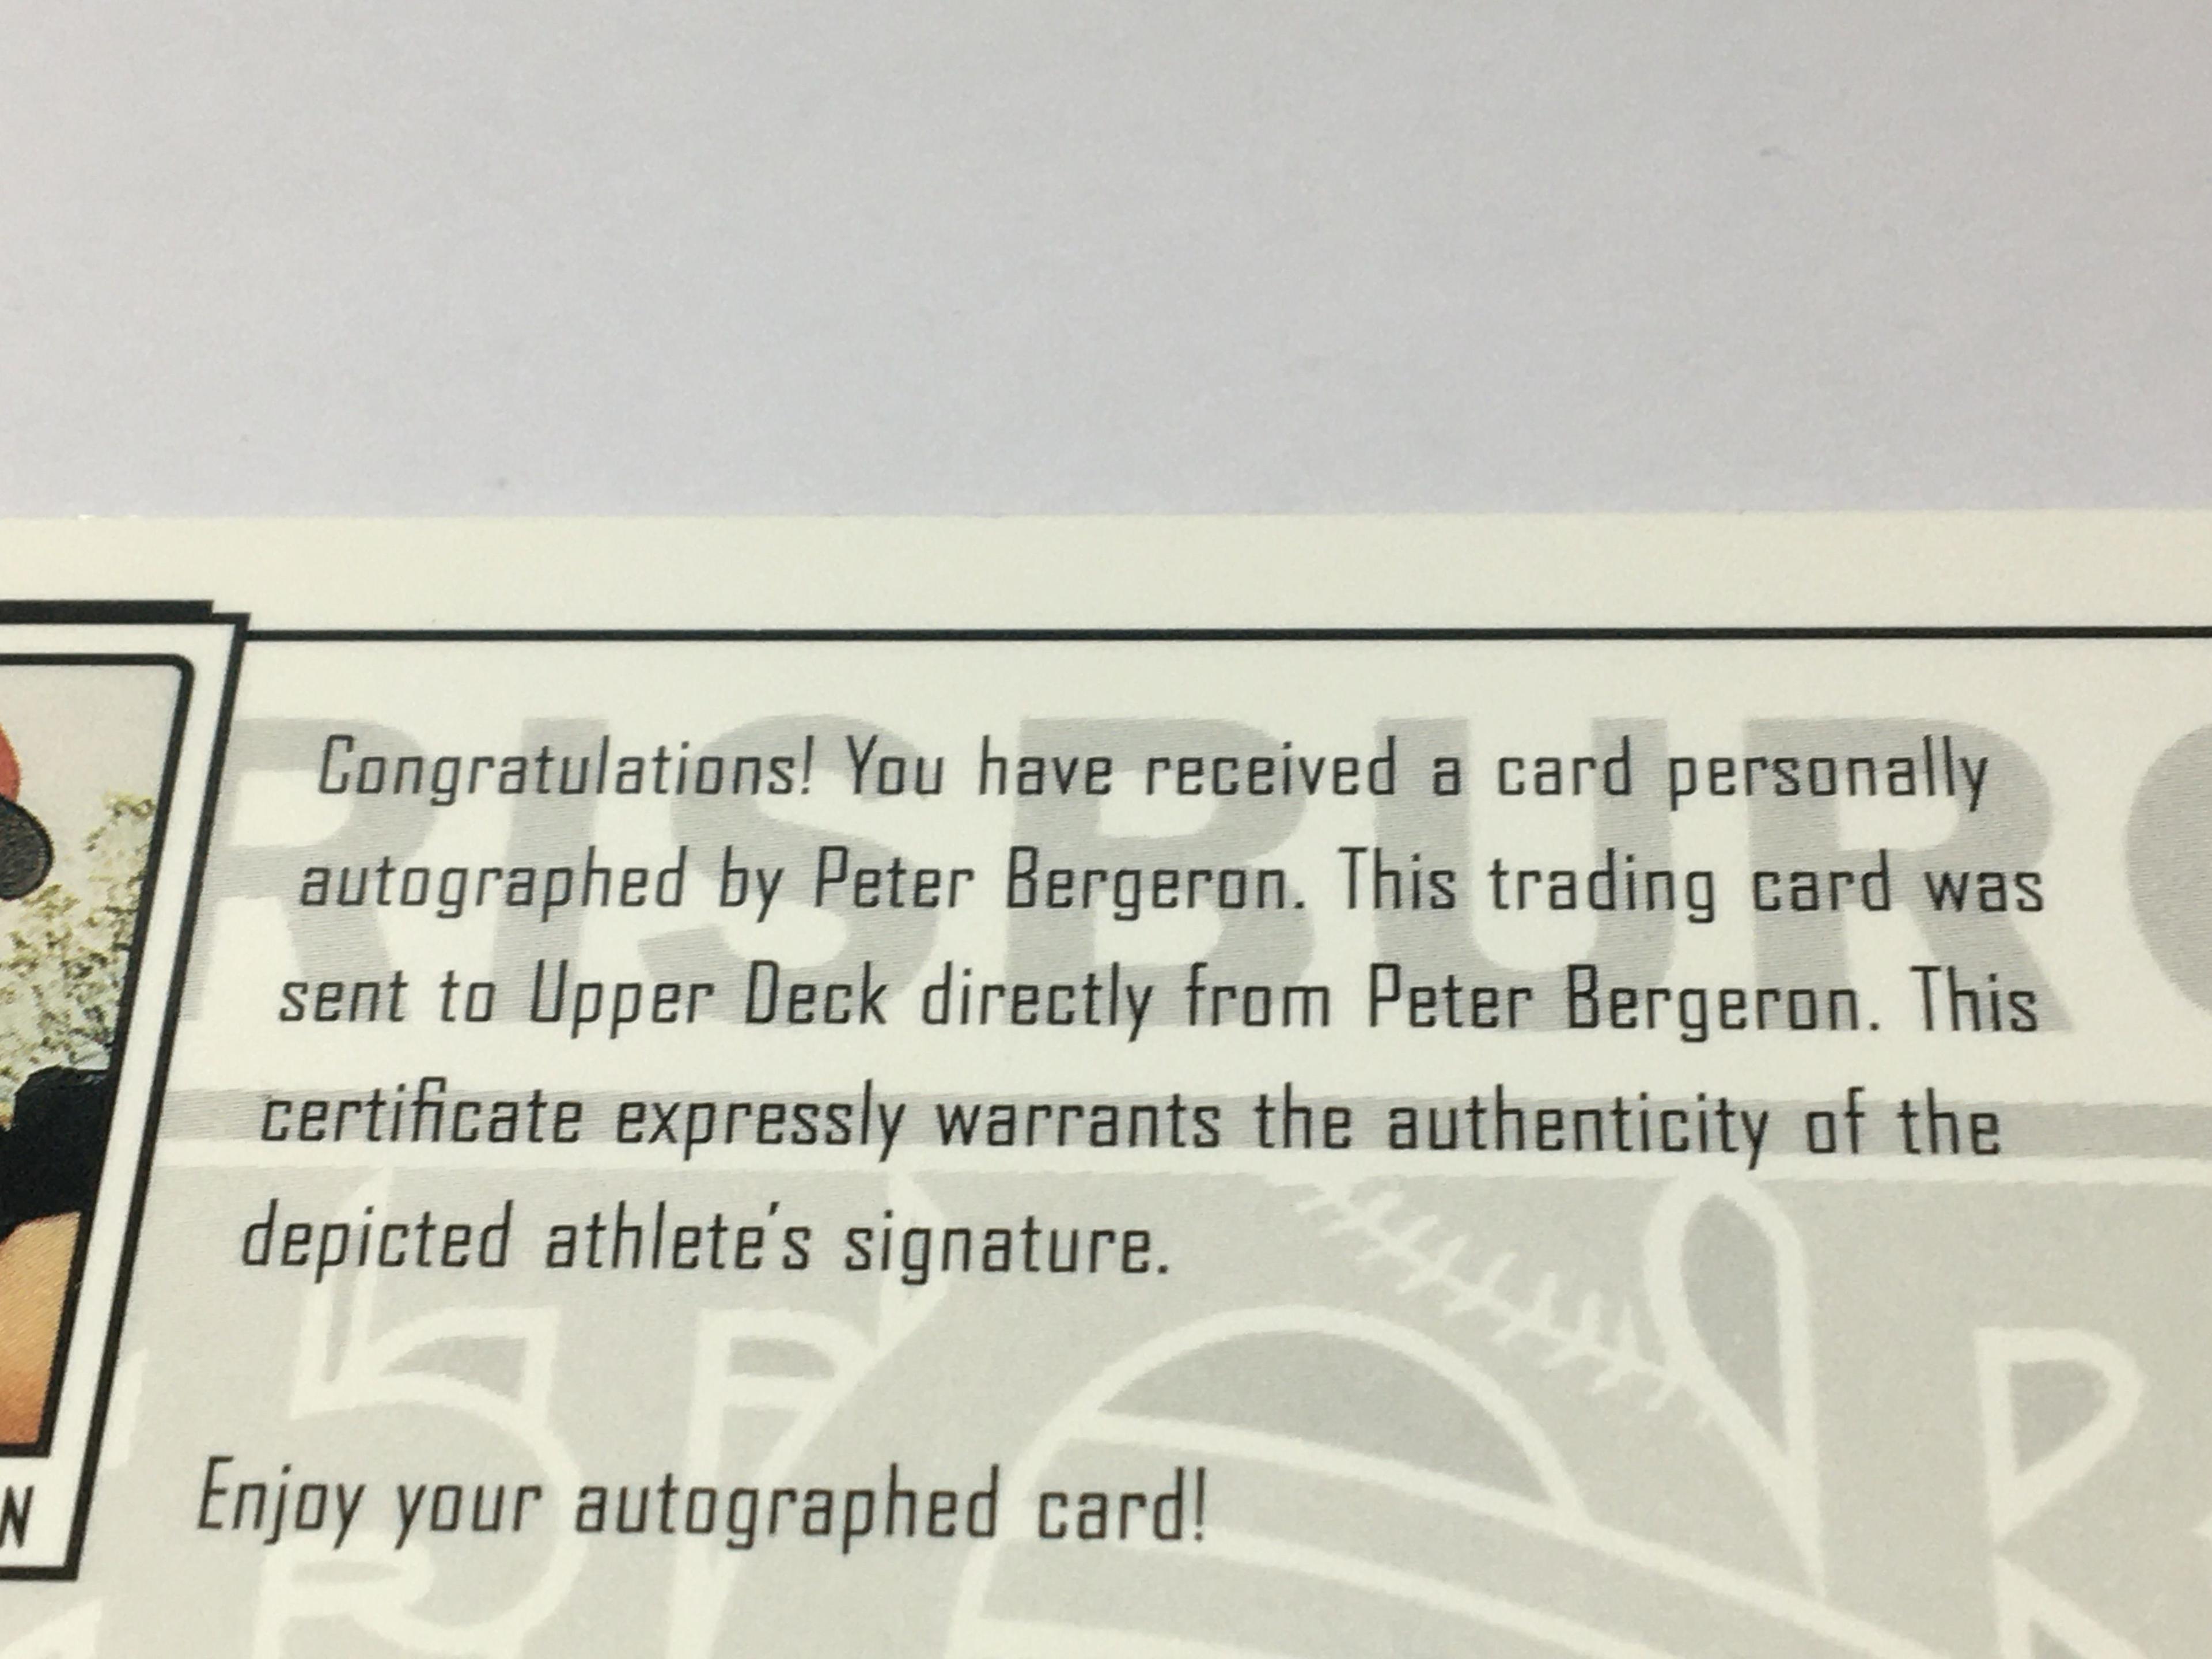 RISBURG
Congratulations! You have received a card personally
autographed by Peter Bergeron. This trading card was
sent to Upper Deck directly from Peter Bergeron. This
certificate expressly warrants the authenticity of the
depicted athlete's signature.
Enjoy your autographed card!
N